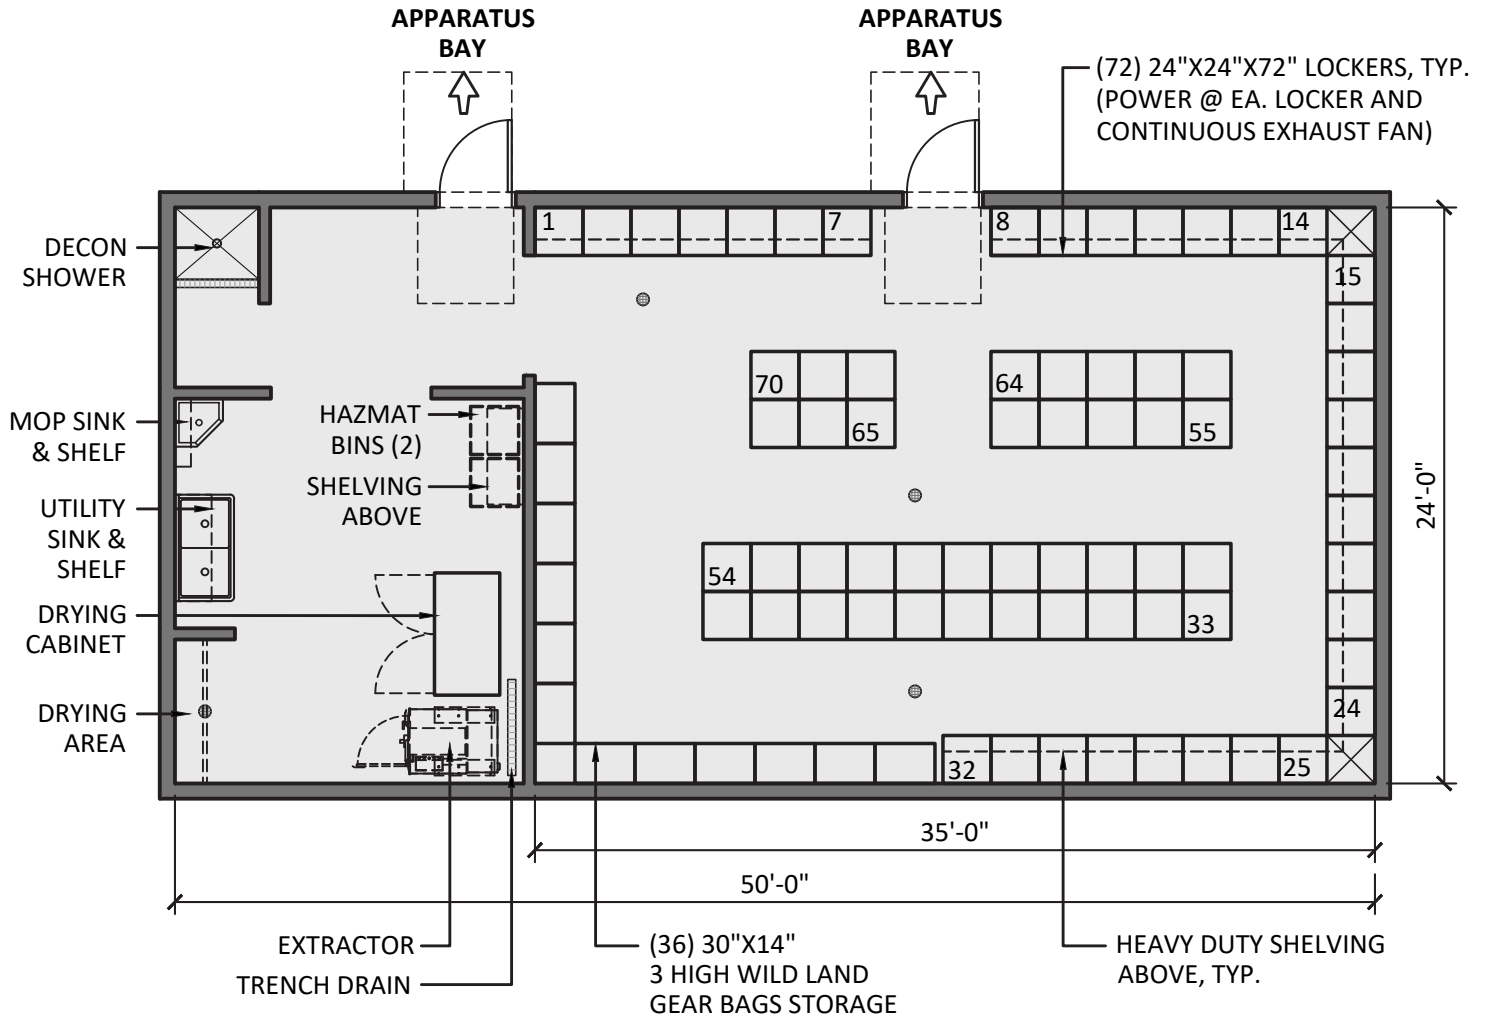 APPARATUS
BAY
APPARATUS
BAY
(72) 24"X24"X72" LOCKERS, TYP.
(POWER @ EA. LOCKER AND
CONTINUOUS EXHAUST FAN)
1
7
8
14
15
DECON
SHOWER
70
65
64
55
MOP SINK
& SHELF
HAZMAT
BINS (2)
SHELVING
ABOVE
UTILITY
SINK &
SHELF
24'-0"
54
33
DRYING
CABINET
DRYING
AREA
24
32
25
35'-0"
50'-0"
EXTRACTOR
TRENCH DRAIN
(36) 30"X14"
3 HIGH WILD LAND
GEAR BAGS STORAGE
HEAVY DUTY SHELVING
ABOVE, TYP.